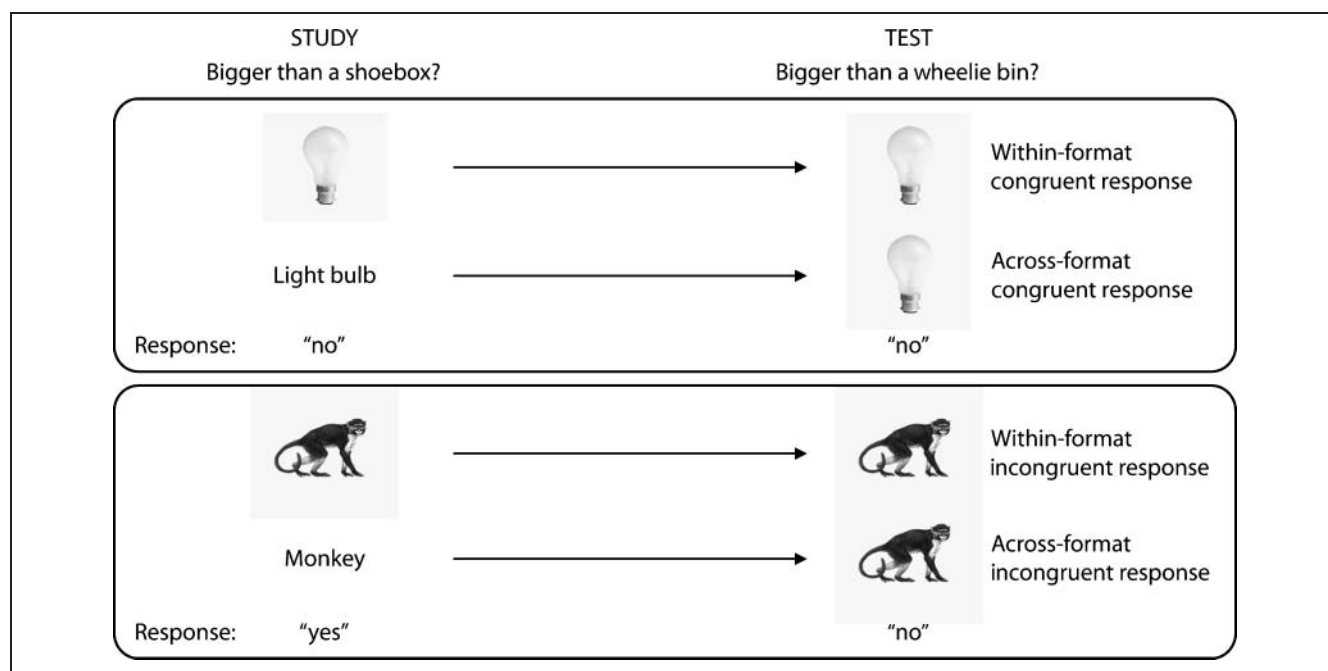 STUDY
Bigger than a shoebox?
TEST
Bigger than a wheelie bin?
Within-format
congruent response
Light bulb
Across-format
congruent response
Response: “no” “no”
Within-format
incongruent response
Monkey
Across-format
incongruent response
Response: “yes” “no”